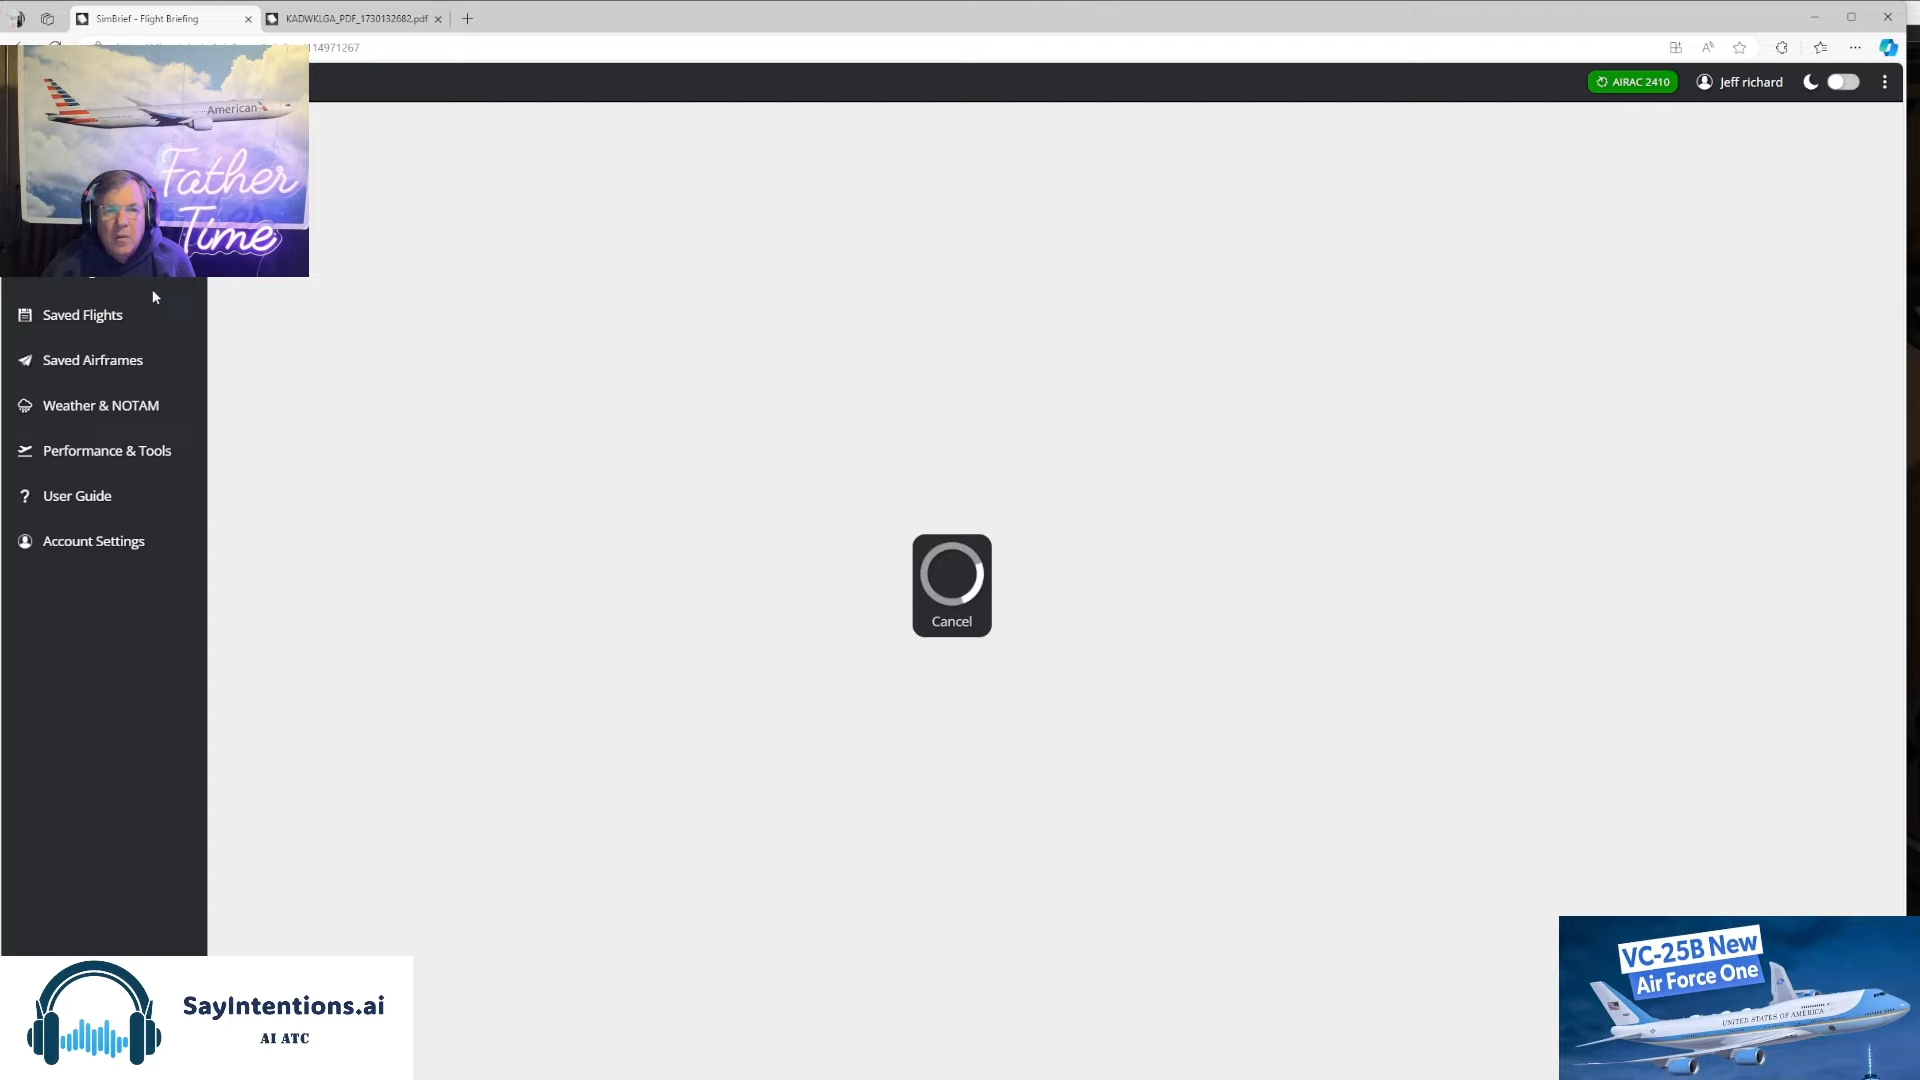 SimBrief - Flight Briefing
KADWKLGA_PDF_1730132682.pdf
114971267
AIRAC 2410
Jeff richard
American
Father
Time
Saved Flights
Saved Airframes
Weather & NOTAM
Performance & Tools
User Guide
Account Settings
Cancel
SayIntentions.ai
AI ATC
VC-25B New
Air Force One
UNITED STATES OF AMERICA